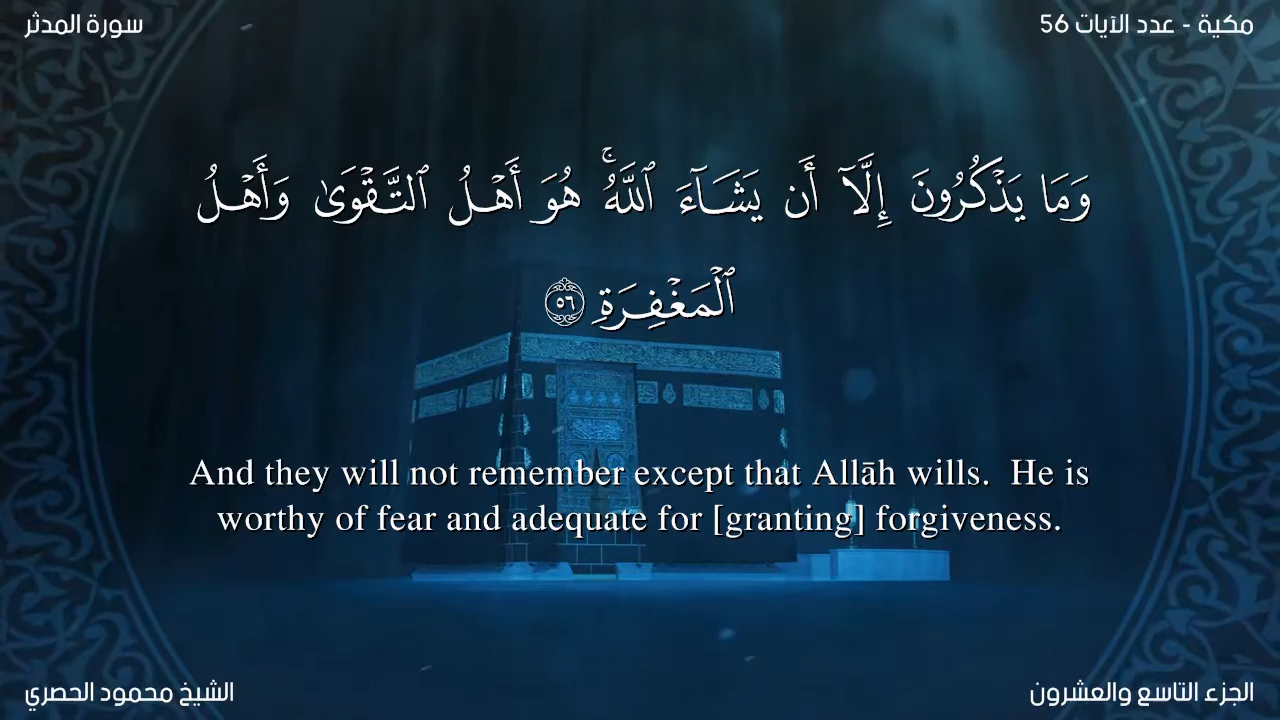 سورة المدثر
مكية - عدد الآيات 56
وَمَا يَذْكُرُونَ إِلَّآ أَن يَشَآءَ ٱللَّهُ ۚ هُوَ أَهْلُ ٱلتَّقْوَىٰ وَأَهْلُ
ٱلْمَغْفِرَةِ ٥٦
And they will not remember except that Allāh wills.  He is
worthy of fear and adequate for [granting] forgiveness.
الشيخ محمود الحصري
الجزء التاسع والعشرون